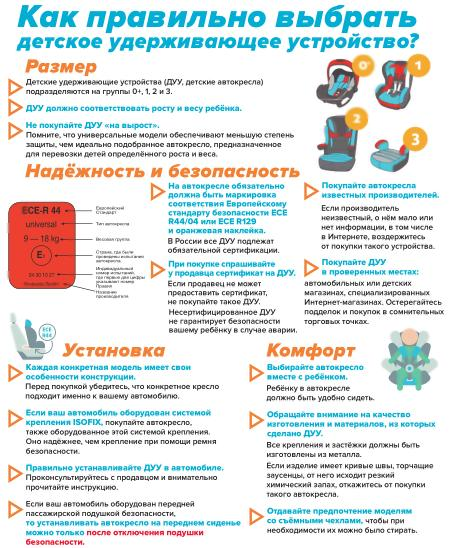 Как правильно выбрать
детское удерживающее устройство?
Размер
Детские удерживающие устройства (ДУУ, детские автокресла)
подразделяются на группы 0+, 1, 2 и 3.
ДУУ должно соответствовать росту и весу ребёнка.
Не покупайте ДУУ «на вырост».
Помните, что универсальные модели обеспечивают меньшую степень
защиты, чем идеально подобранное автокресло, предназначенное
для перевозки детей определённого роста и веса.
0+
1
2
3
Надёжность и безопасность
ECE-R 44
universal
9 — 18 kg
E1
04 30 10 27
Европейский
Стандарт
Тип автокресла
Весовая группа
Страна, где были
проведены испытания
автокресла.
Индивидуальный
номер испытаний,
где первые две цифры
указывают номер
Правил
Название
производителя
На автокресле обязательно
должна быть маркировка
соответствия Европейскому
стандарту безопасности ECE
R44/04 или ECE R129
и оранжевая наклейка.
В России все ДУУ подлежат
обязательной сертификации.
При покупке спрашивайте
у продавца сертификат на ДУУ.
Если продавец не может
предоставить сертификат,
не покупайте такое ДУУ.
Несертифицированное ДУУ
не гарантирует безопасности
вашему ребёнку в случае аварии.
Покупайте автокресла
известных производителей.
Если производитель
неизвестный, о нём мало или
нет информации, в том числе
в Интернете, воздержитесь
от покупки такого устройства.
Покупайте ДУУ
в проверенных местах:
автомобильных или детских
магазинах, специализированных
Интернет-магазинах. Остерегайтесь
подделок и покупок в сомнительных
торговых точках.
ECE
R44
Установка
Каждая конкретная модель имеет свои
особенности конструкции.
Перед покупкой убедитесь, что конкретное кресло
подходит именно к вашему автомобилю.
Если ваш автомобиль оборудован системой
крепления ISOFIX, покупайте автокресло,
также оборудованное этой системой крепления.
Оно надежнее, чем крепление при помощи ремня
безопасности.
Правильно устанавливайте ДУУ в автомобиле.
Проконсультируйтесь с продавцом и внимательно
прочитайте инструкцию.
Если ваш автомобиль оборудован передней
пассажирской подушкой безопасности,
то устанавливать автокресло на переднем сиденье
можно только после отключения подушки
безопасности.
Комфорт
Выбирайте автокресло
вместе с ребёнком.
Ребёнку в автокресле
должно быть удобно сидеть.
Обращайте внимание на качество
изготовления и материалов, из которых
сделано ДУУ.
Все крепления и застёжки должны быть
изготовлены из металла.
Если изделие имеет кривые швы, торчащие
заусенцы, от него исходит резкий
химический запах, откажитесь от покупки
такого автокресла.
Отдавайте предпочтение моделям
со съёмными чехлами, чтобы при
необходимости их можно было стирать.